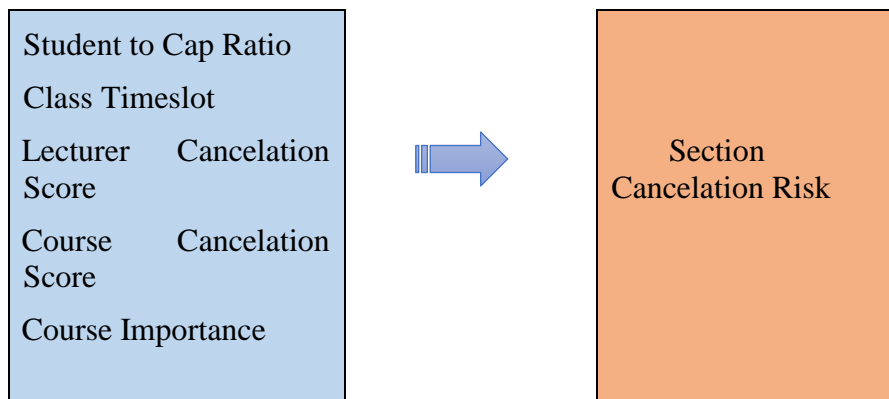 Student to Cap Ratio
Class Timeslot
Lecturer Cancelation
Score
Course Cancelation
Score
Course Importance
Section
Cancelation Risk